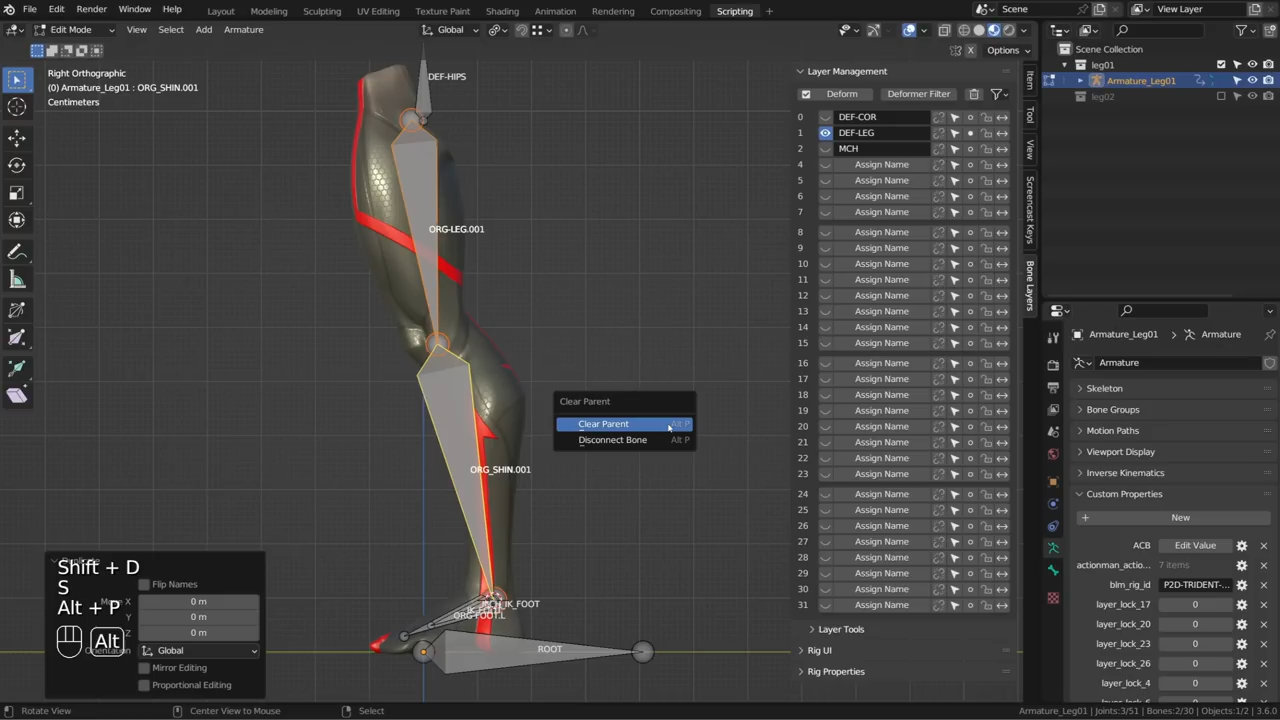 File Edit Render Window Help Layout Modeling Sculpting UV Editing Texture Paint Shading Animation Rendering Compositing Scripting + Scene View Layer
Edit Mode View Select Add Armature Global
Options
Right Orthographic
(0) Armature_Leg01 : ORG_SHIN.001
Centimeters
DEF-HIPS
ORG-LEG.001
ORG_SHIN.001
ROOT
Clear Parent
Clear Parent Alt P
Disconnect Bone Alt P
Shift + D
S
Alt + P
Alt
Flip Names
0 m
Y 0 m
Z 0 m
Global
Mirror Editing
Proportional Editing
Layer Management
Deform Deformer Filter
0 DEF-COR
1 DEF-LEG
2 MCH
4 Assign Name
5 Assign Name
6 Assign Name
7 Assign Name
8 Assign Name
9 Assign Name
10 Assign Name
11 Assign Name
12 Assign Name
13 Assign Name
14 Assign Name
15 Assign Name
16 Assign Name
17 Assign Name
18 Assign Name
19 Assign Name
20 Assign Name
21 Assign Name
22 Assign Name
23 Assign Name
24 Assign Name
25 Assign Name
26 Assign Name
27 Assign Name
28 Assign Name
29 Assign Name
30 Assign Name
31 Assign Name
Layer Tools
Rig UI
Rig Properties
Item
Tool
View
Screencast Keys
Bone Layers
Scene Collection
leg01
Armature_Leg01
leg02
Armature_Leg01 Armature
Armature
Skeleton
Bone Groups
Motion Paths
Viewport Display
Inverse Kinematics
Custom Properties
New
ACB Edit Value
actionman_actio... 7 items
blm_rig_id P2D-TRIDENT-...
layer_lock_17 0
layer_lock_20 0
layer_lock_23 0
layer_lock_26 0
layer_lock_4 0
Rotate View Center View to Mouse Select Armature_Leg01 | Joints:3/51 | Bones:2/30 | Objects:1/2 | 3.6.0